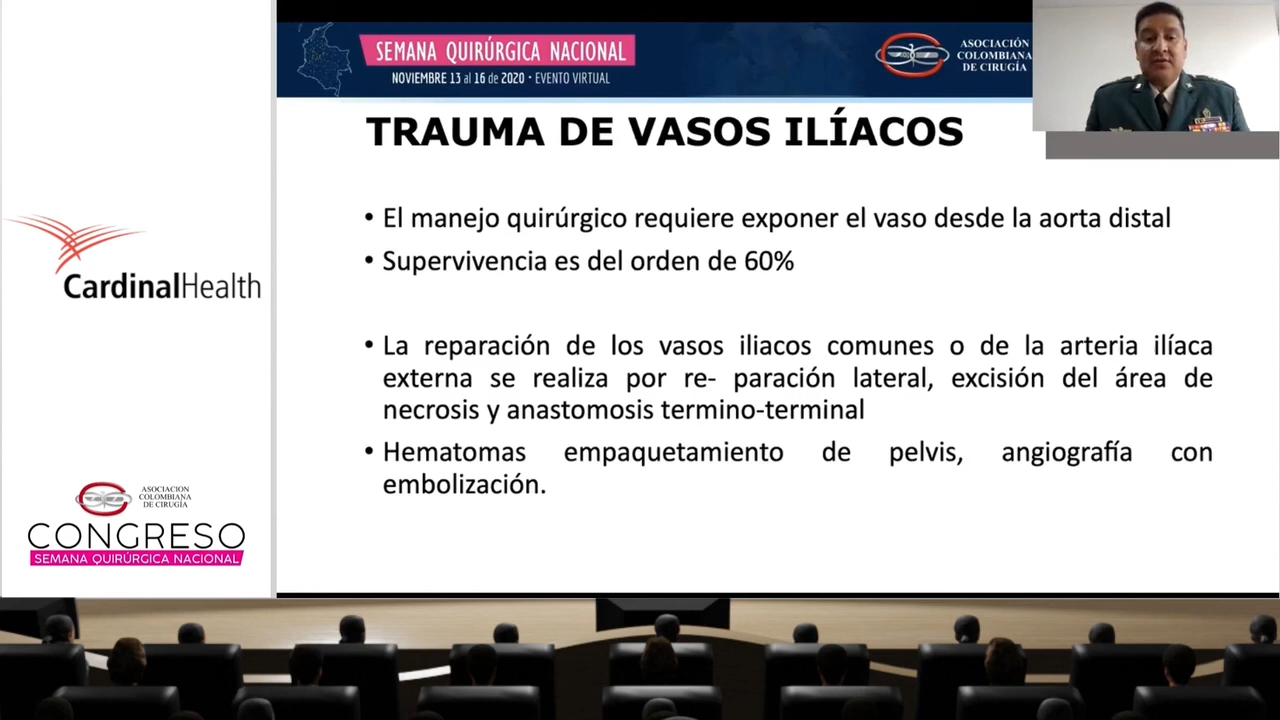 SEMANA QUIRÚRGICA NACIONAL
NOVIEMBRE 13 al 16 de 2020 • EVENTO VIRTUAL
ASOCIACIÓN
COLOMBIANA
DE CIRUGÍA
TRAUMA DE VASOS ILÍACOS
• El manejo quirúrgico requiere exponer el vaso desde la aorta distal
• Supervivencia es del orden de 60%
• La reparación de los vasos iliacos comunes o de la arteria ilíaca
externa se realiza por re- paración lateral, excisión del área de
necrosis y anastomosis termino-terminal
• Hematomas empaquetamiento de pelvis, angiografía con
embolización.
CardinalHealth
ASOCIACION
COLOMBIANA
DE CIRUGÍA
CONGRESO
SEMANA QUIRÚRGICA NACIONAL